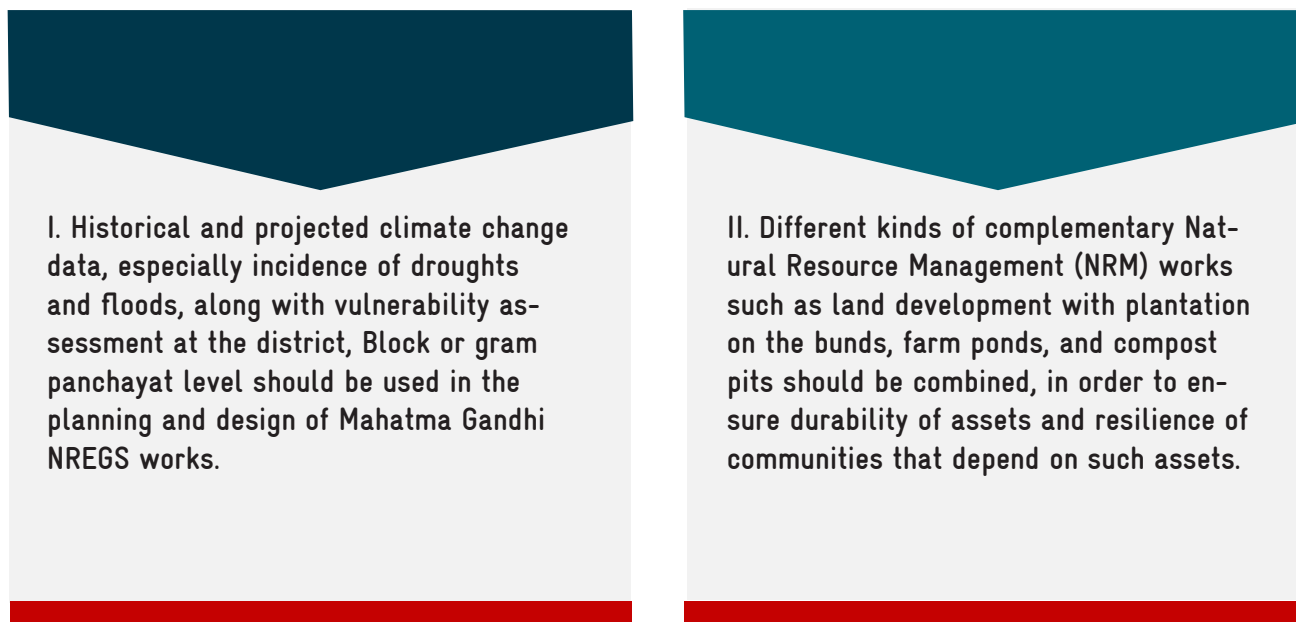 I. Historical and projected climate change
data, especially incidence of droughts
and floods, along with vulnerability as-
sessment at the district, Block or gram
panchayat level should be used in the
planning and design of Mahatma Gandhi
NREGS works.
II. Different kinds of complementary Nat-
ural Resource Management (NRM) works
such as land development with plantation
on the bunds, farm ponds, and compost
pits should be combined, in order to en-
sure durability of assets and resilience of
communities that depend on such assets.